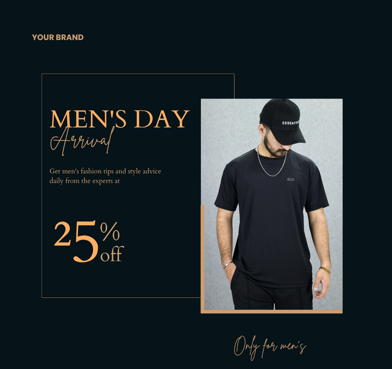 YOUR BRAND
MEN'S DAY
Arrival
Get men's fashion tips and style advice
daily from the experts at
25%
off
ESSENTIALS
Only for men's